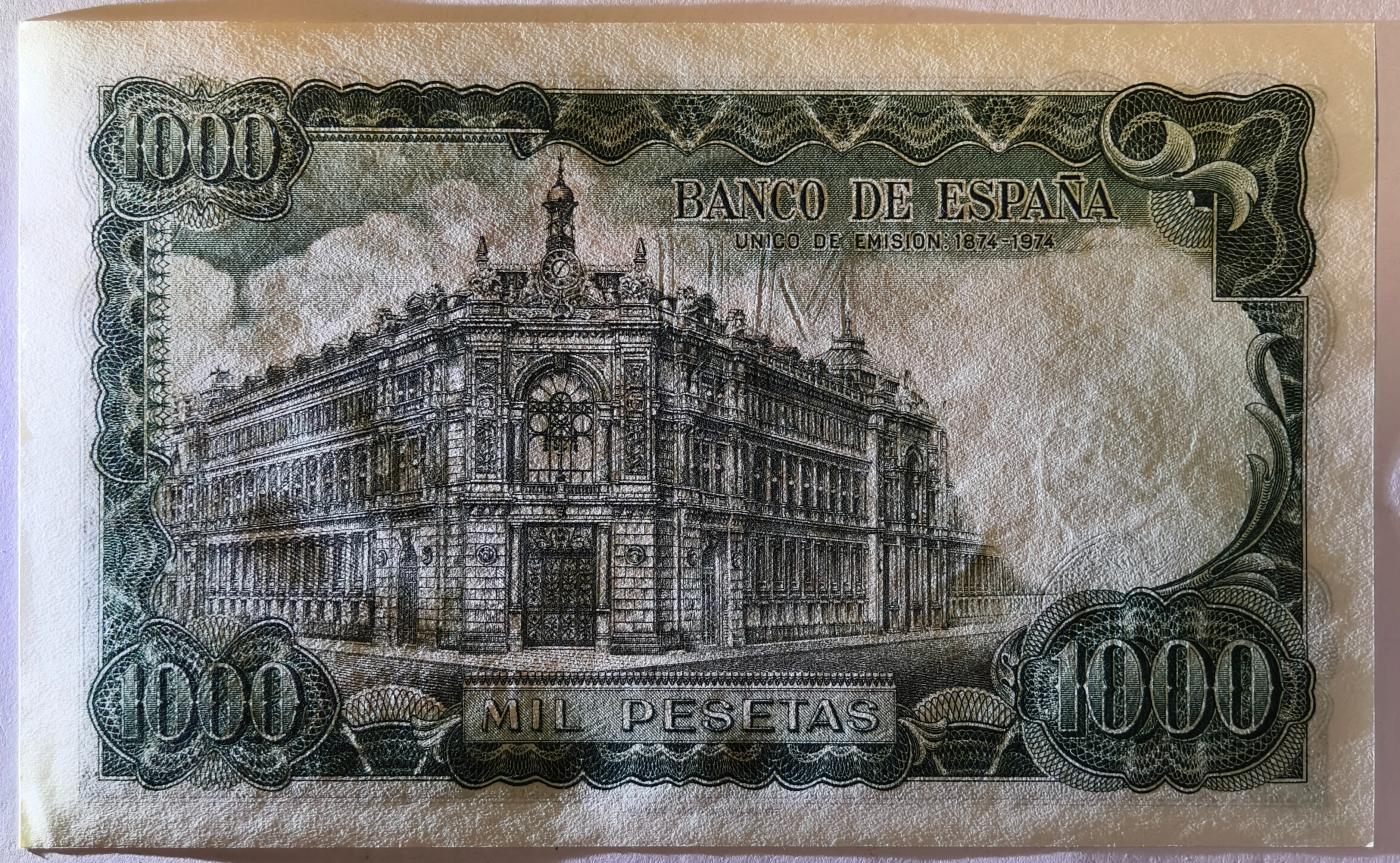 1000
BANCO DE ESPAÑA
UNICO DE EMISION. 1874-1974
1000
MIL PESETAS
1000